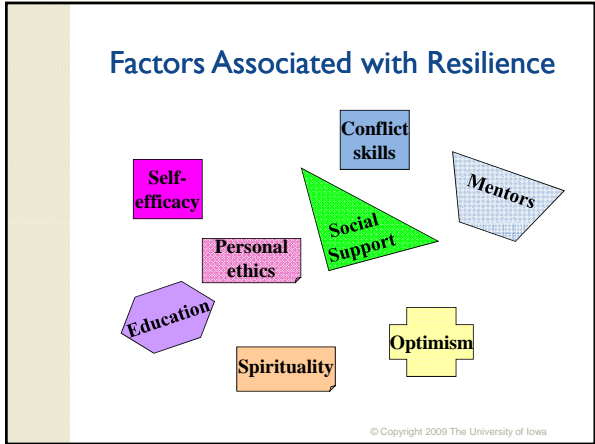 Factors Associated with Resilience
Conflict
skills
Self-
efficacy
Mentors
Social
Support
Personal
ethics
Education
Optimism
Spirituality
© Copyright 2009 The University of Iowa